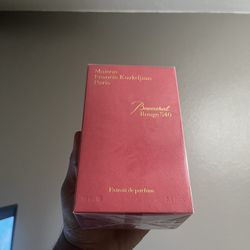 Maison
Francis Kurkdjian
Paris
Baccarat
Rouge 540
Extrait de parfum